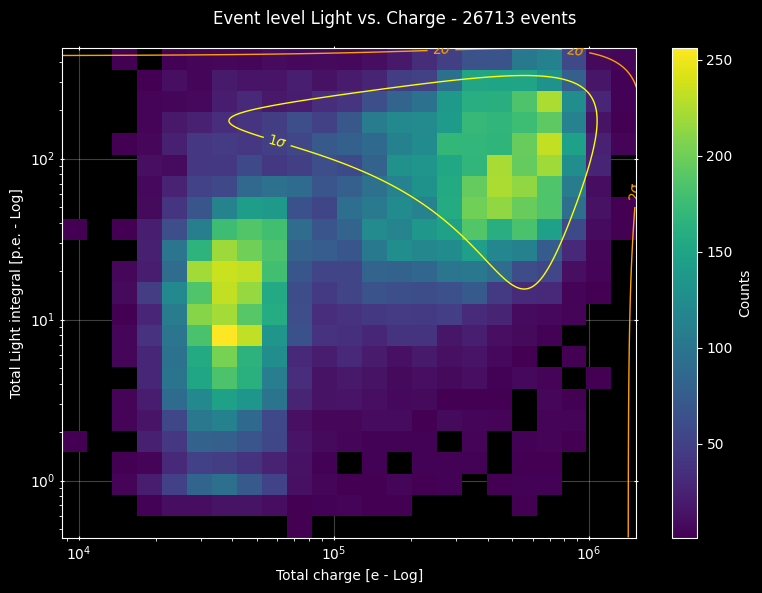 Event level Light vs. Charge - 26713 events
Total Light integral [p.e. - Log]
10²
10¹
10⁰
2σ
2σ
1σ
2σ
10⁴
10⁵
10⁶
Total charge [e - Log]
250
200
150
100
50
Counts